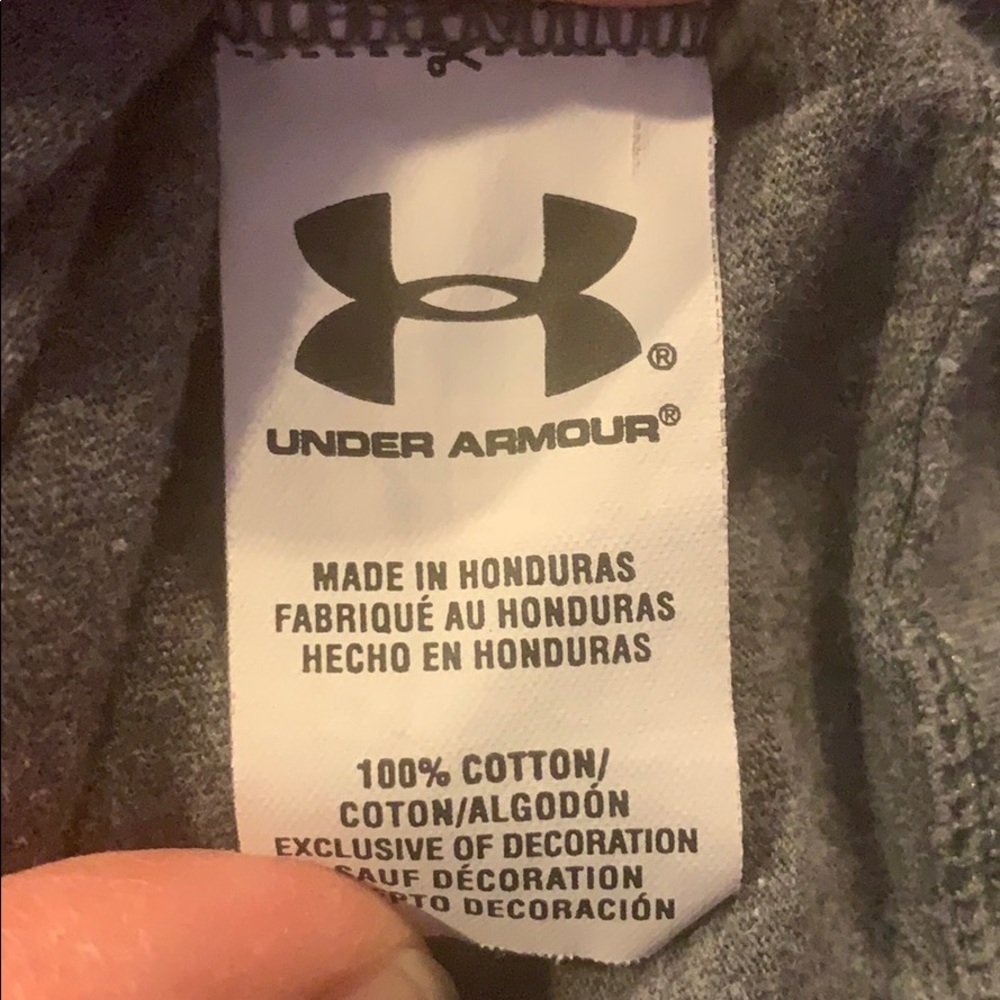 ®
UNDER ARMOUR®
MADE IN HONDURAS
FABRIQUÉ AU HONDURAS
HECHO EN HONDURAS
100% COTTON/
COTON/ALGODÓN
EXCLUSIVE OF DECORATION
SAUF DÉCORATION
DECORACIÓN